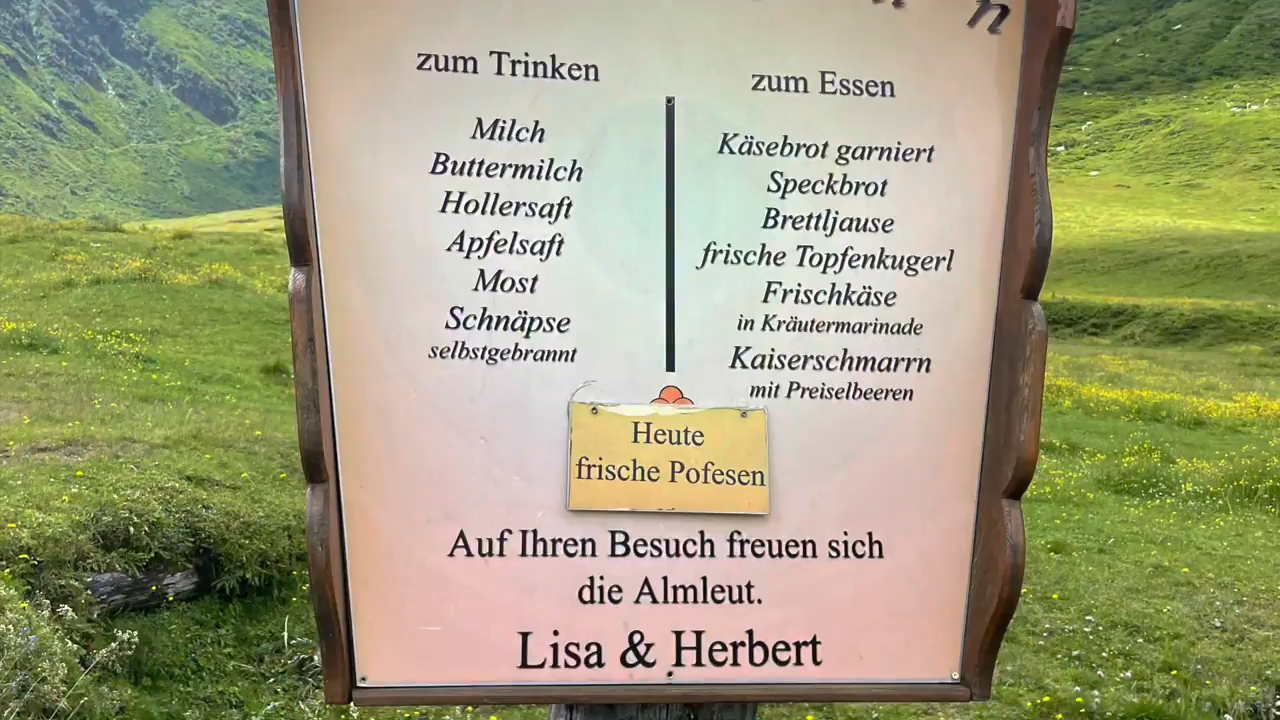 zum Trinken
Milch
Buttermilch
Hollersaft
Apfelsaft
Most
Schnäpse
selbstgebrannt
zum Essen
Käsebrot garniert
Speckbrot
Brettljause
frische Topfenkugerl
Frischkäse
in Kräutermarinade
Kaiserschmarrn
mit Preiselbeeren
Heute
frische Pofesen
Auf Ihren Besuch freuen sich
die Almleut.
Lisa & Herbert